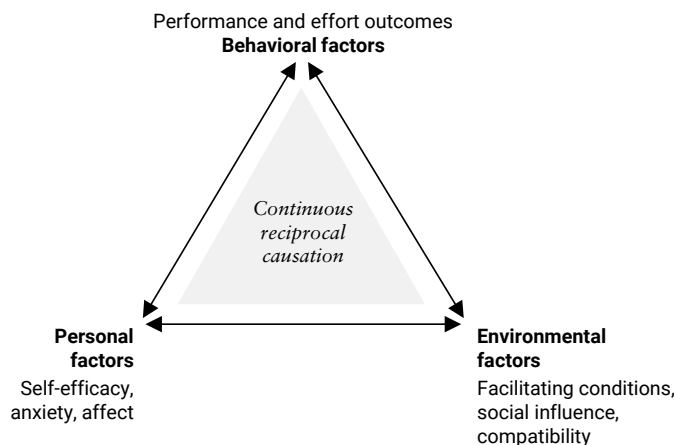 Performance and effort outcomes
Behavioral factors
Continuous
reciprocal
causation
Personal
factors
Self-efficacy,
anxiety, affect
Environmental
factors
Facilitating conditions,
social influence,
compatibility